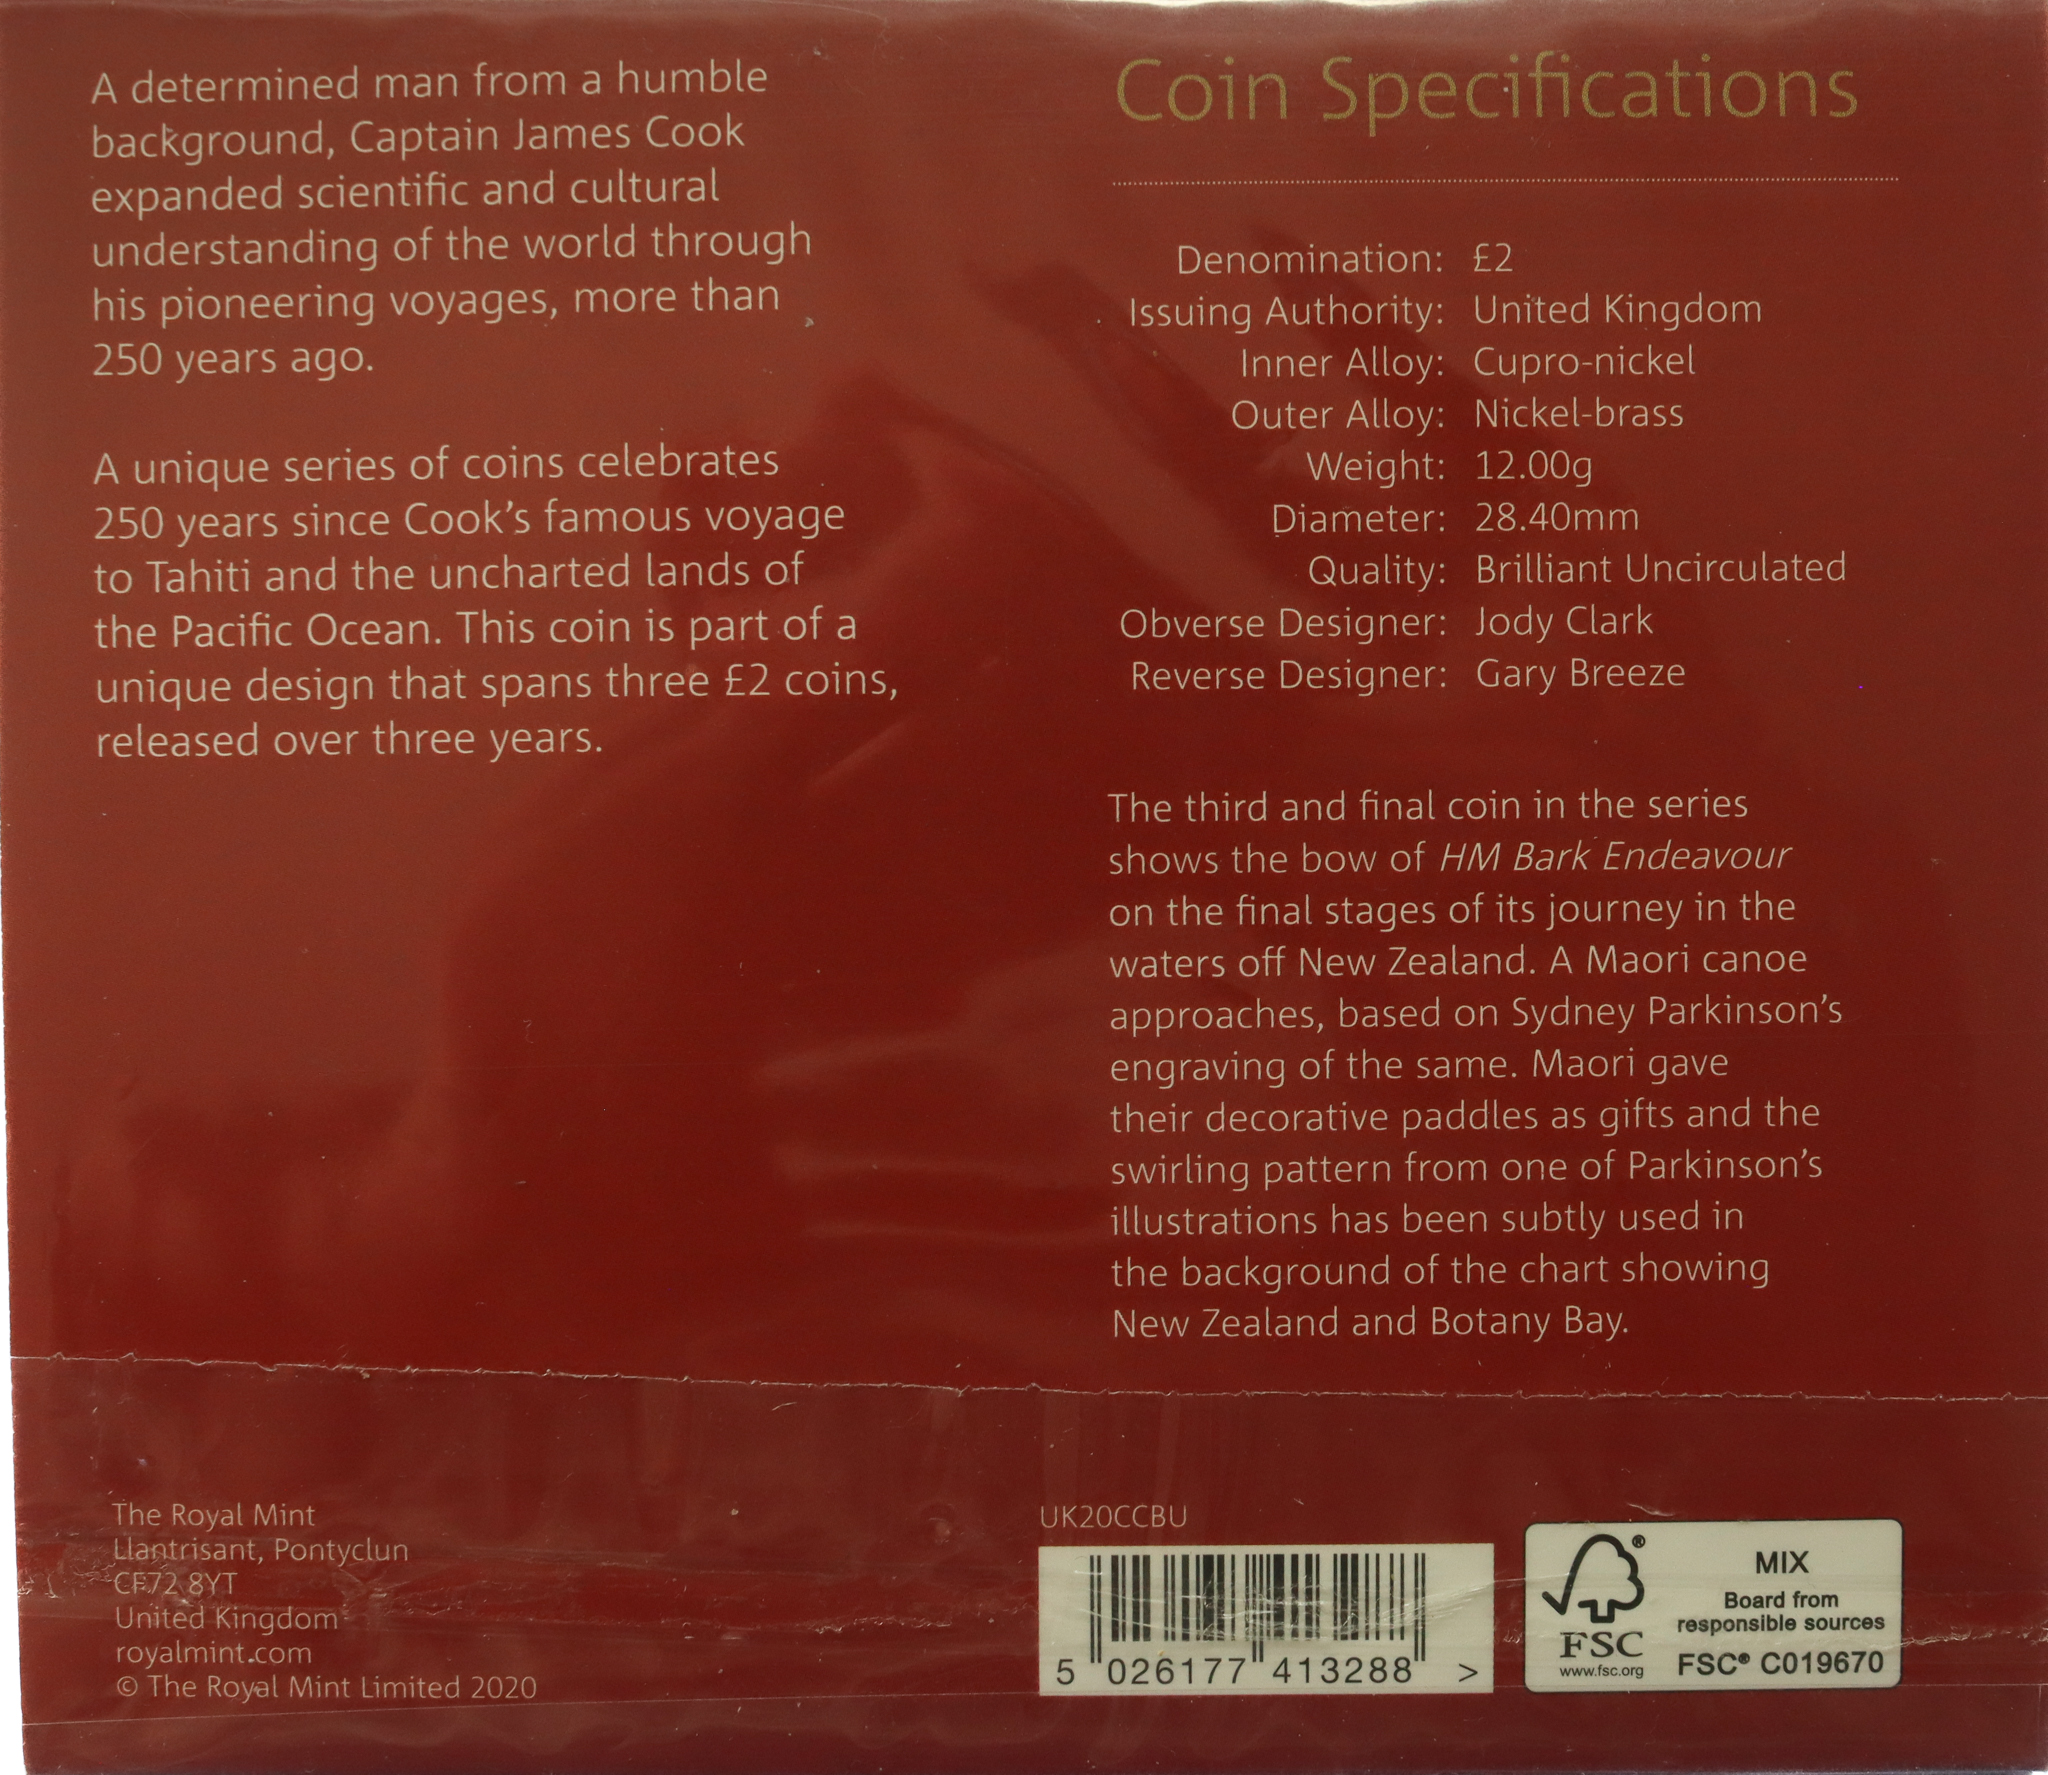 A determined man from a humble
background, Captain James Cook
expanded scientific and cultural
understanding of the world through
his pioneering voyages, more than
250 years ago.
A unique series of coins celebrates
250 years since Cook's famous voyage
to Tahiti and the uncharted lands of
the Pacific Ocean. This coin is part of a
unique design that spans three £2 coins,
released over three years.
Coin Specifications
Denomination: £2
Issuing Authority: United Kingdom
Inner Alloy: Cupro-nickel
Outer Alloy: Nickel-brass
Weight: 12.00g
Diameter: 28.40mm
Quality: Brilliant Uncirculated
Obverse Designer: Jody Clark
Reverse Designer: Gary Breeze
The third and final coin in the series
shows the bow of HM Bark Endeavour
on the final stages of its journey in the
waters off New Zealand. A Maori canoe
approaches, based on Sydney Parkinson's
engraving of the same. Maori gave
their decorative paddles as gifts and the
swirling pattern from one of Parkinson's
illustrations has been subtly used in
the background of the chart showing
New Zealand and Botany Bay.
The Royal Mint
Llantrisant, Pontyclun
CF72 8YT
United Kingdom
royalmint.com
© The Royal Mint Limited 2020
UK20CCBU
5 026177 413288 >
®
FSC
www.fsc.org
MIX
Board from
responsible sources
FSC® C019670